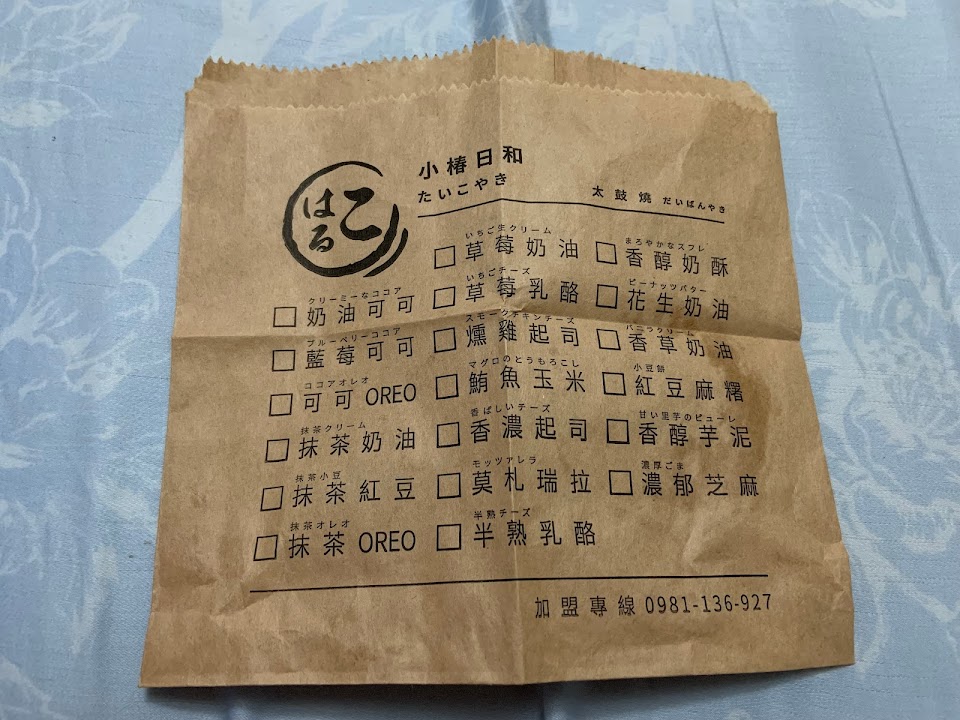 こはる
小椿日和
たいこやき
太鼓燒 だいばんやき
クリーミーなココア
奶油可可
ブルーベリーココア
藍莓可可
ココアオレオ
可可 OREO
抹茶クリーム
抹茶奶油
抹茶小豆
抹茶紅豆
抹茶オレオ
抹茶 OREO
いちご生クリーム
草莓奶油
いちごチーズ
草莓乳酪
スモークチキンチーズ
燻雞起司
マグロのとうもろこし
鮪魚玉米
香ばしいチーズ
香濃起司
モッツアレラ
莫札瑞拉
半熟チーズ
半熟乳酪
まろやかなスフレ
香醇奶酥
ピーナッツバター
花生奶油
バニラクリーム
香草奶油
小豆餅
紅豆麻糬
甘い里芋のピューレ
香醇芋泥
濃厚ごま
濃郁芝麻
加盟專線 0981-136-927